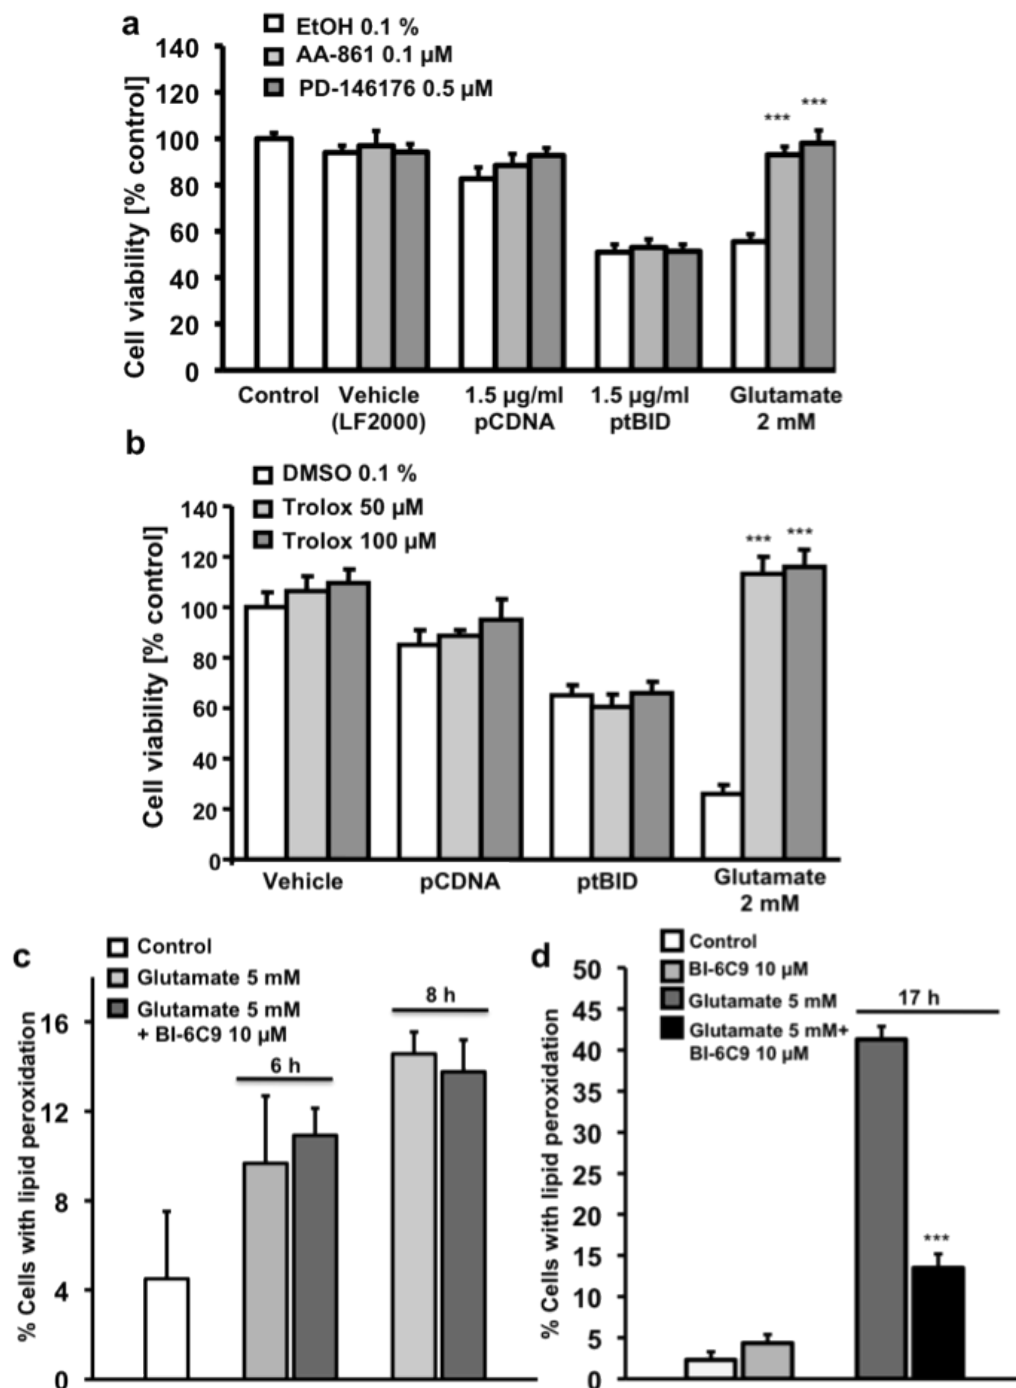 a
EtOH 0.1 %
AA-861 0.1 µM
PD-146176 0.5 µM
Cell viability [% control]
140
120
100
80
60
40
20
0
*** ***
Control
Vehicle
(LF2000)
1.5 µg/ml
pCDNA
1.5 µg/ml
ptBID
Glutamate
2 mM
b
DMSO 0.1 %
Trolox 50 µM
Trolox 100 µM
Cell viability [% control]
140
120
100
80
60
40
20
0
*** ***
Vehicle
pCDNA
ptBID
Glutamate
2 mM
c
Control
Glutamate 5 mM
Glutamate 5 mM
+ BI-6C9 10 µM
% Cells with lipid peroxidation
16
12
8
4
0
6 h
8 h
d
Control
BI-6C9 10 µM
Glutamate 5 mM
Glutamate 5 mM+
BI-6C9 10 µM
% Cells with lipid peroxidation
50
45
40
35
30
25
20
15
10
5
0
17 h
***